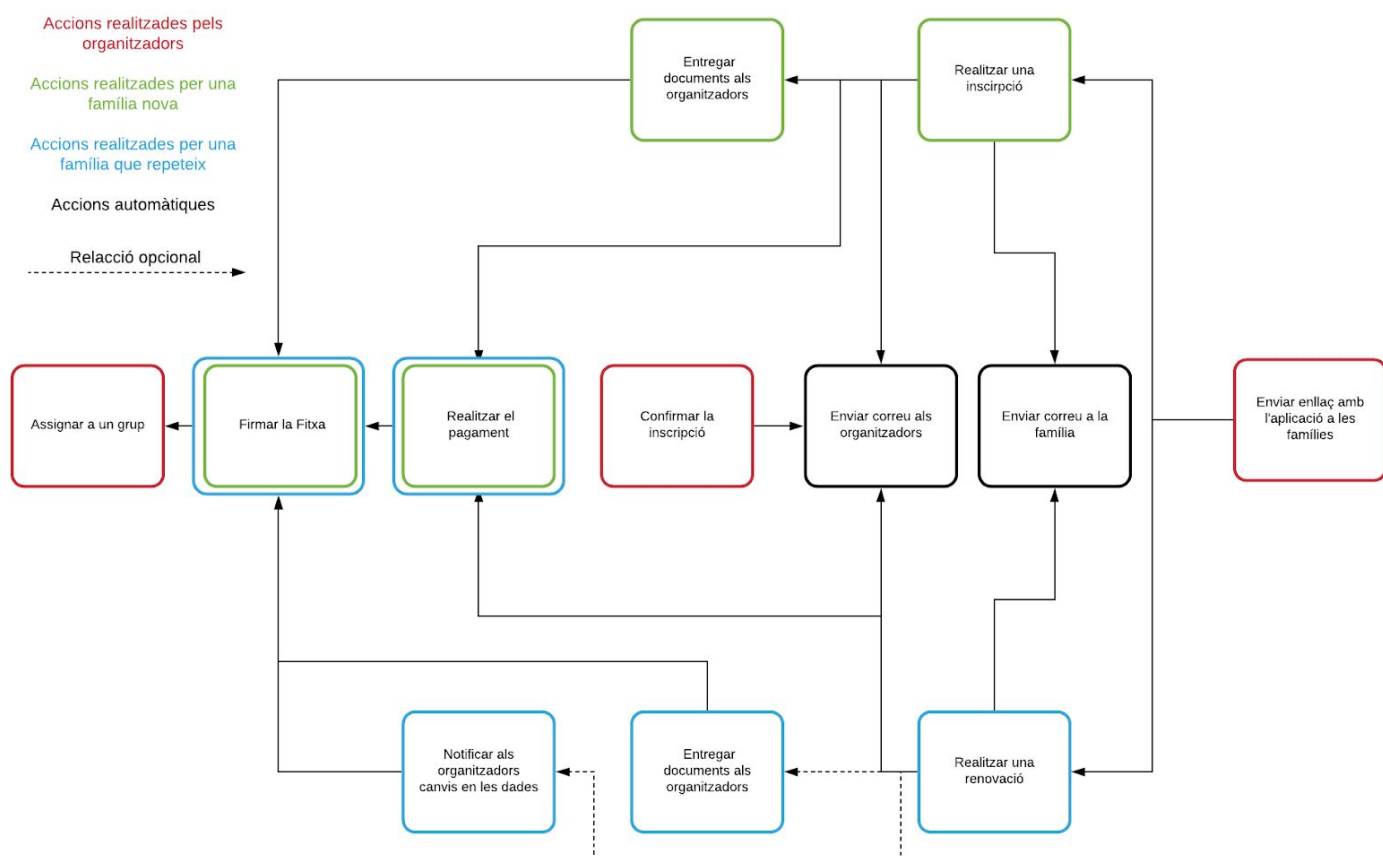 Accions realitzades pels
organitzadors
Accions realitzades per una
família nova
Accions realitzades per una
família que repeteix
Accions automàtiques
Relacció opcional
Entregar
documents als
organitzadors
Realitzar una
inscirpció
Assignar a un grup
Firmar la Fitxa
Realitzar el
pagament
Confirmar la
inscripció
Enviar correu als
organitzadors
Enviar correu a la
família
Enviar enllaç amb
l'aplicació a les
famílies
Notificar als
organitzadors
canvis en les dades
Entregar
documents als
organitzadors
Realitzar una
renovació